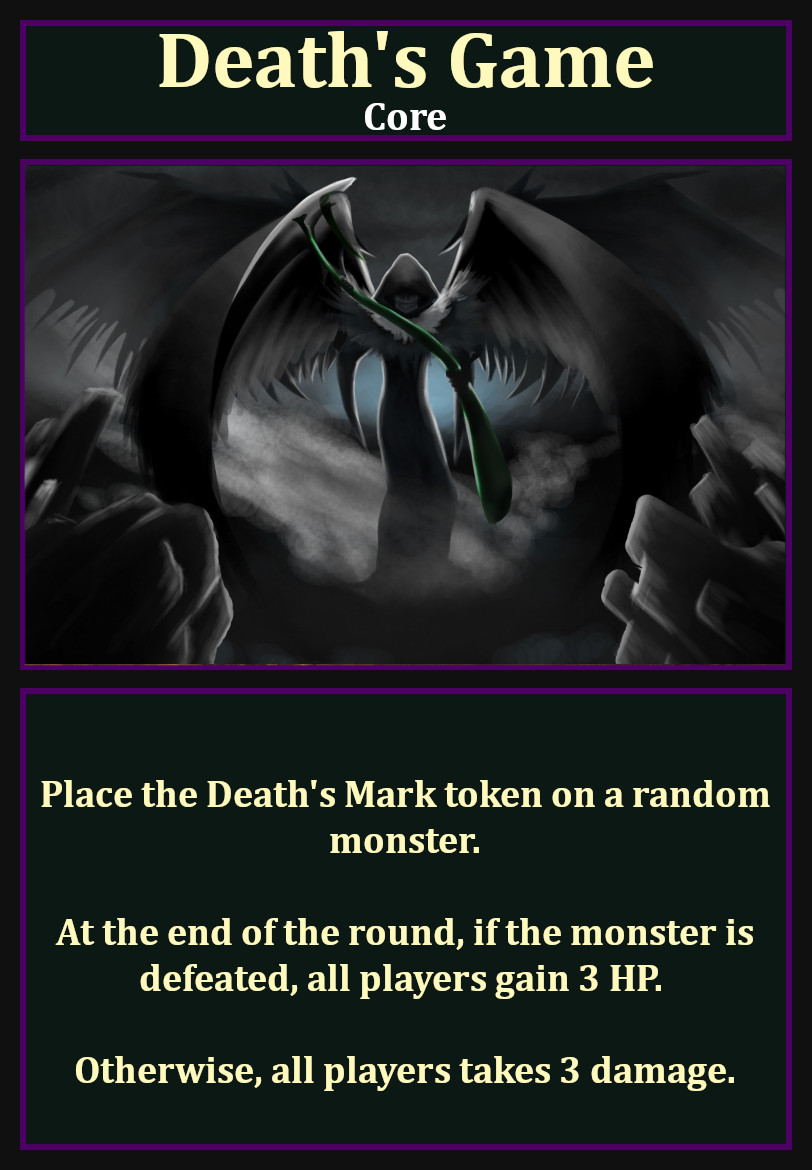 Death's Game
Core
Place the Death's Mark token on a random
monster.
At the end of the round, if the monster is
defeated, all players gain 3 HP.
Otherwise, all players takes 3 damage.